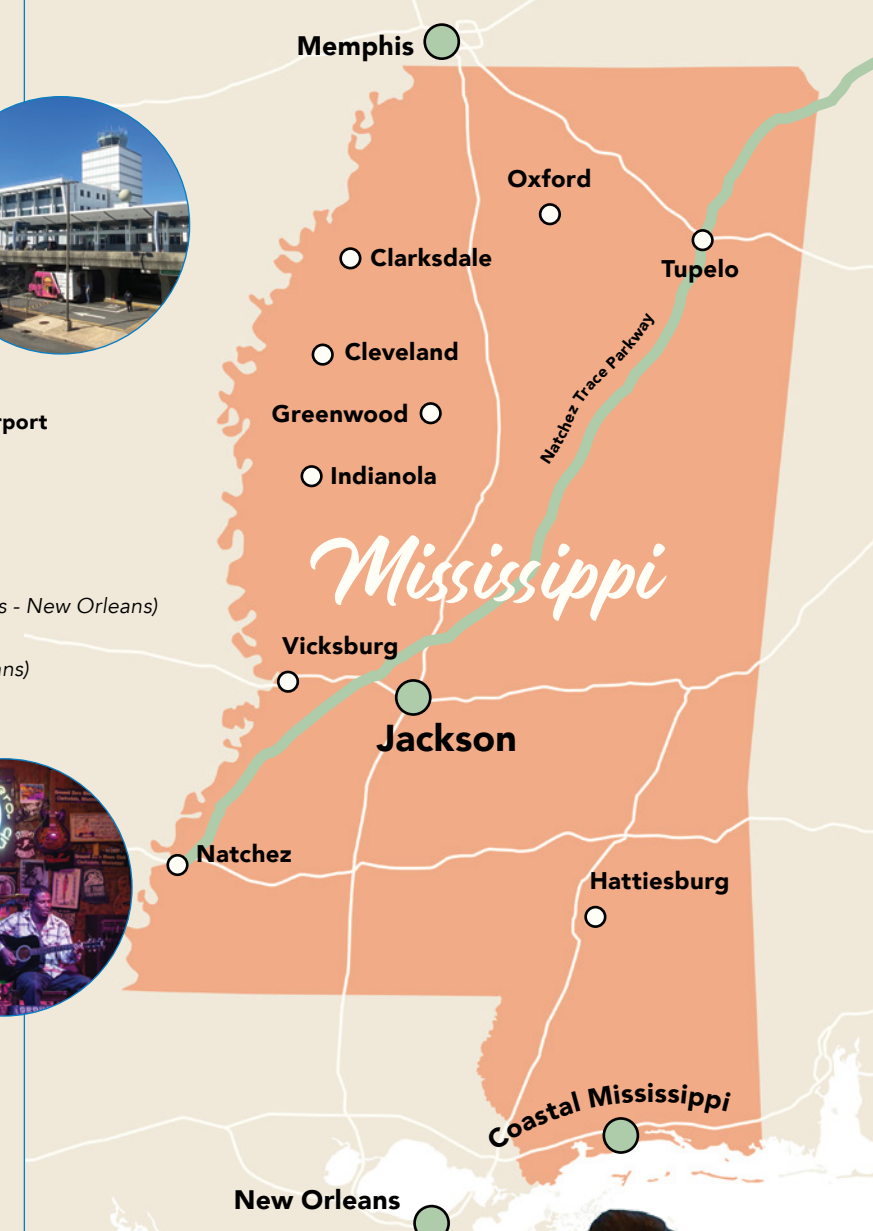 Memphis
Oxford
Clarksdale
Tupelo
Natchez Trace Parkway
Cleveland
Greenwood
rport
Indianola
Mississippi
s - New Orleans)
Vicksburg
ns)
Jackson
Natchez
Hattiesburg
Coastal Mississippi
New Orleans